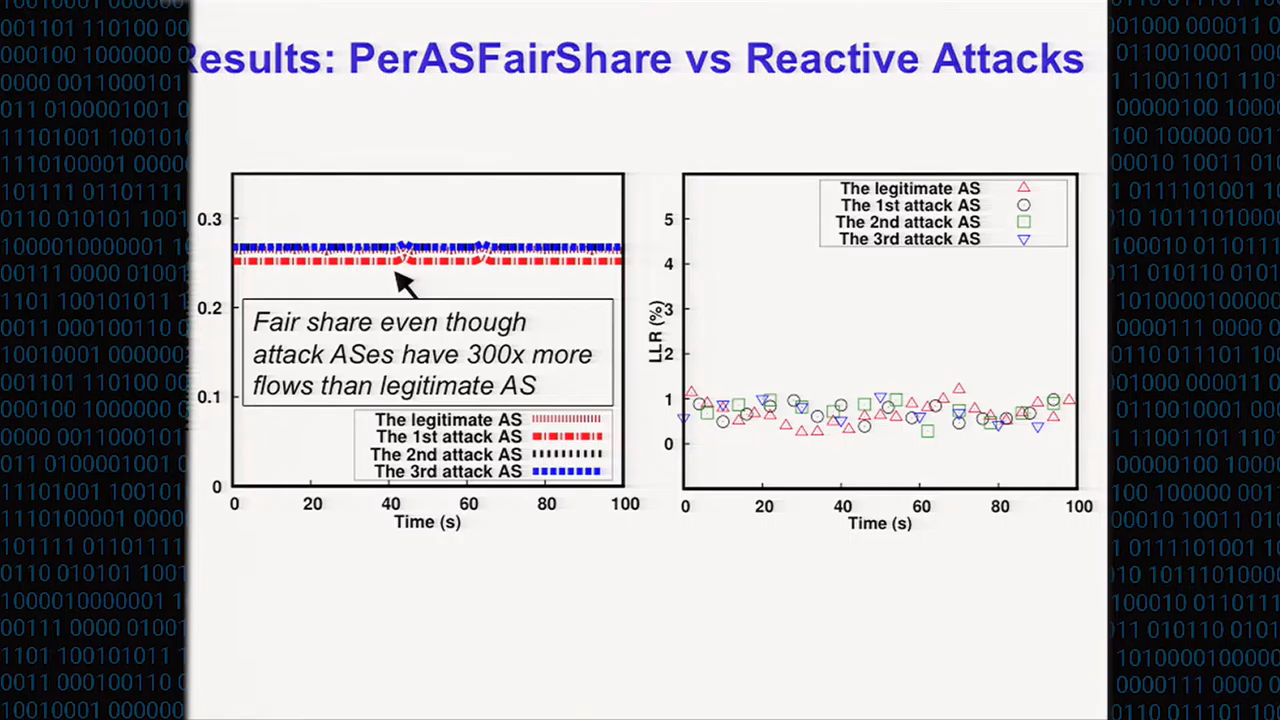 Results: PerASFairShare vs Reactive Attacks
0.3
0.2
0.1
0
Fair share even though
attack ASes have 300x more
flows than legitimate AS
The legitimate AS
The 1st attack AS
The 2nd attack AS
The 3rd attack AS
0 20 40 60 80 100
Time (s)
The legitimate AS
The 1st attack AS
The 2nd attack AS
The 3rd attack AS
LLR (%)
5
4
3
2
1
0
0 20 40 60 80 100
Time (s)